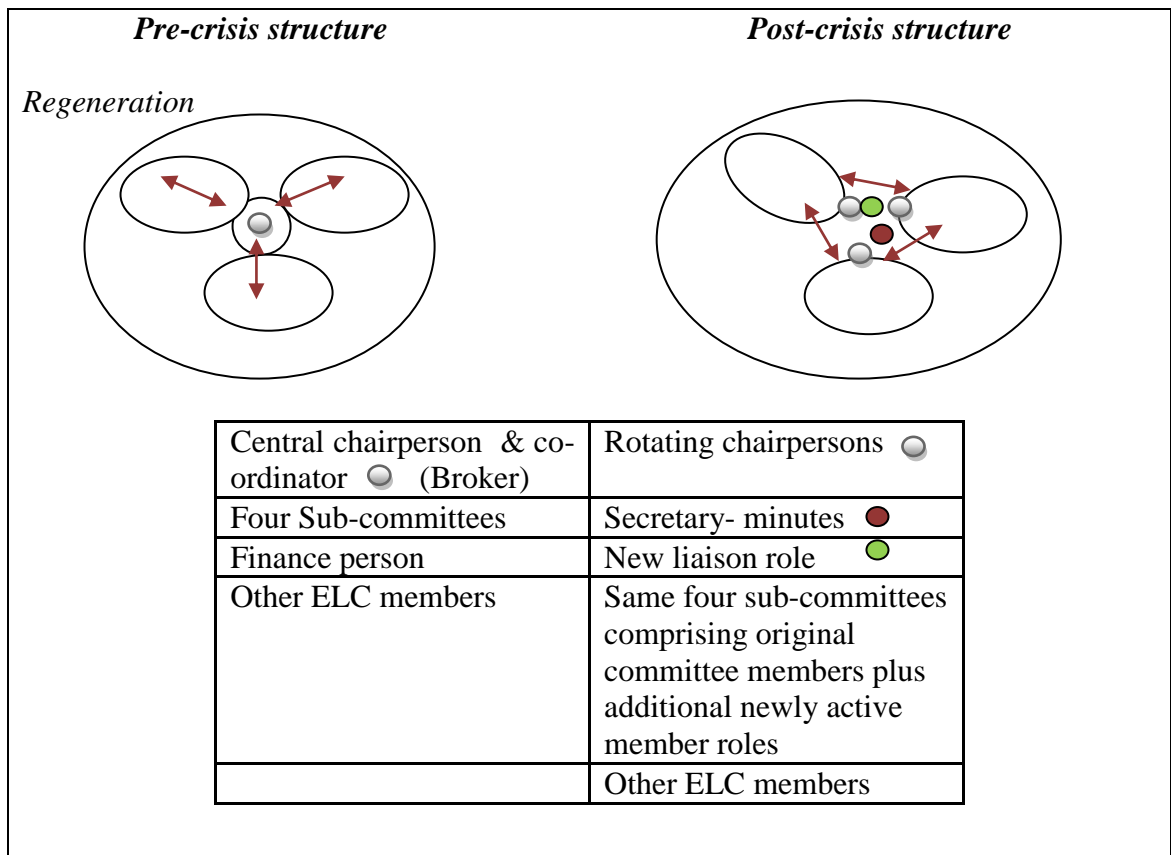 Pre-crisis structure
Post-crisis structure
Regeneration
Central chairperson & co-
ordinator (Broker)
Rotating chairpersons
Four Sub-committees
Secretary- minutes
Finance person
New liaison role
Other ELC members
Same four sub-committees
comprising original
committee members plus
additional newly active
member roles
Other ELC members